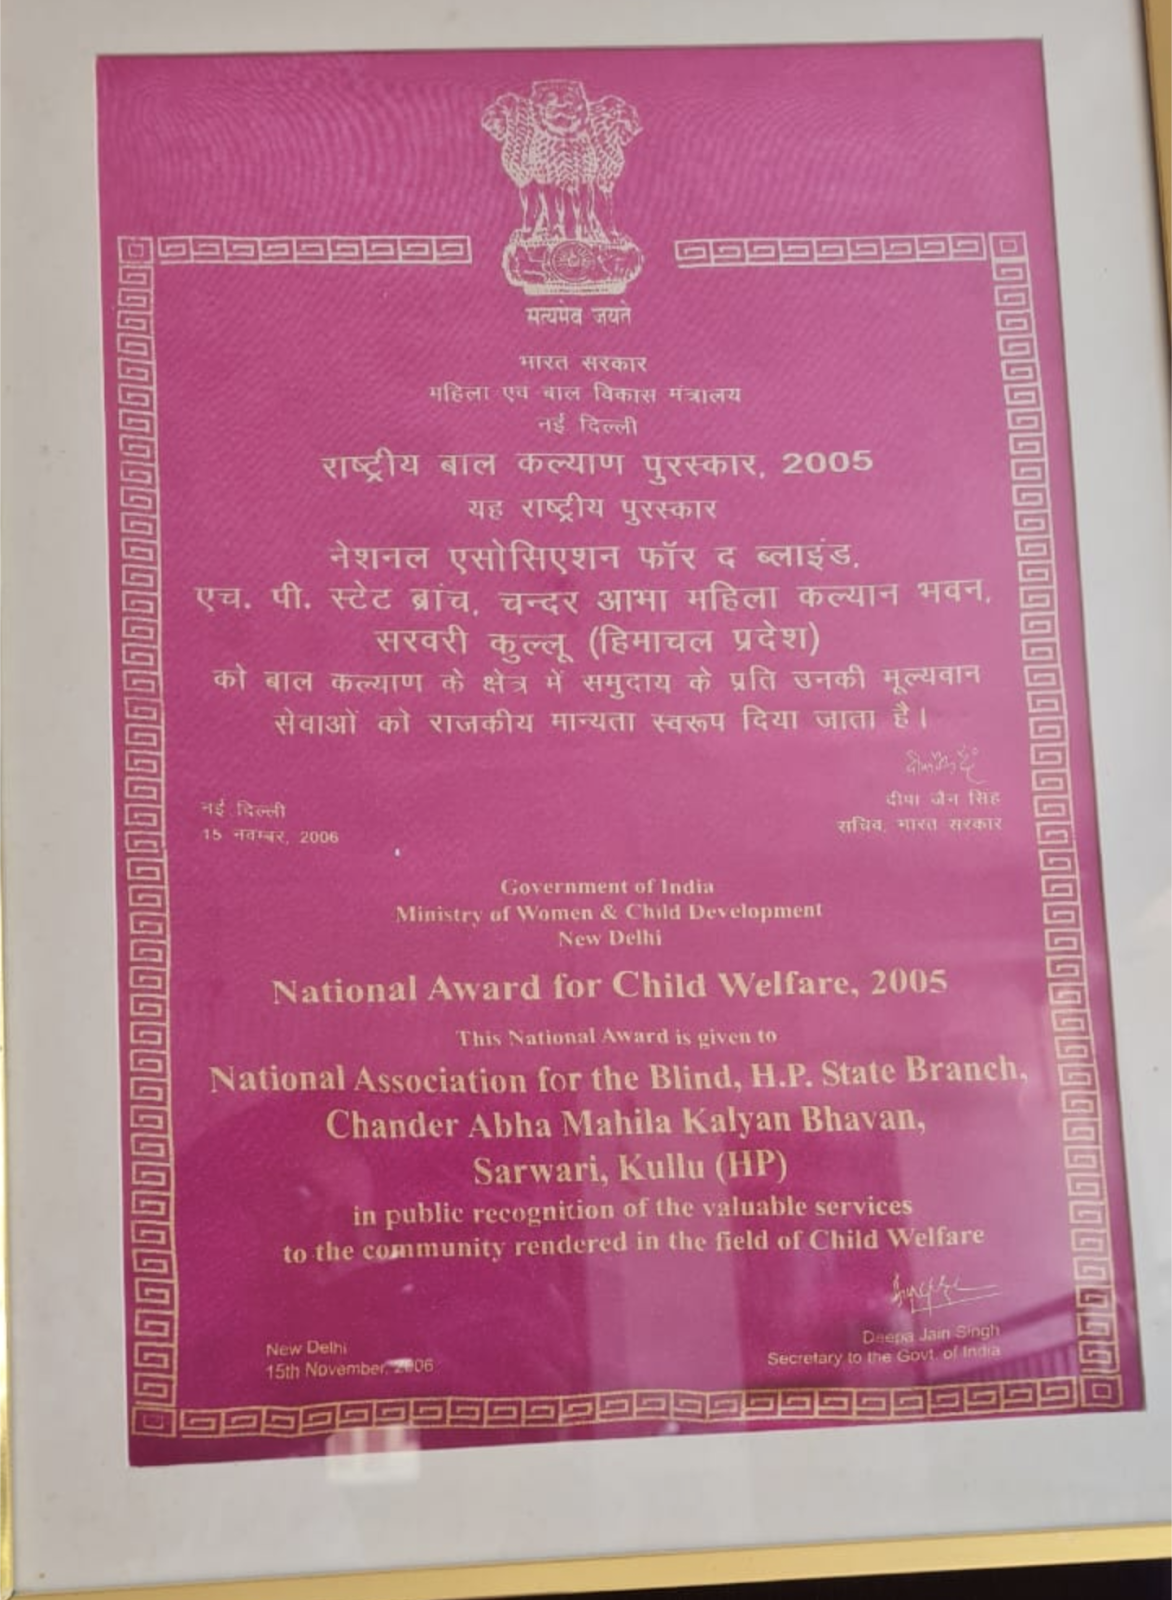 सत्यमेव जयते
भारत सरकार
महिला एवं बाल विकास मंत्रालय
नई दिल्ली
राष्ट्रीय बाल कल्याण पुरस्कार, 2005
यह राष्ट्रीय पुरस्कार
नेशनल एसोसिएशन फॉर द ब्लाइंड,
एच. पी. स्टेट ब्रांच, चन्दर आभा महिला कल्यान भवन,
सरवरी कुल्लू (हिमाचल प्रदेश)
को बाल कल्याण के क्षेत्र में समुदाय के प्रति उनकी मूल्यवान
सेवाओं को राजकीय मान्यता स्वरूप दिया जाता है।
नई दिल्ली
15 नवम्बर, 2006
दीपा जैन सिंह
सचिव, भारत सरकार
Government of India
Ministry of Women & Child Development
New Delhi
National Award for Child Welfare, 2005
This National Award is given to
National Association for the Blind, H.P. State Branch,
Chander Abha Mahila Kalyan Bhavan,
Sarwari, Kullu (HP)
in public recognition of the valuable services
to the community rendered in the field of Child Welfare
New Delhi
15th November, 2006
Deepa Jain Singh
Secretary to the Govt. of India